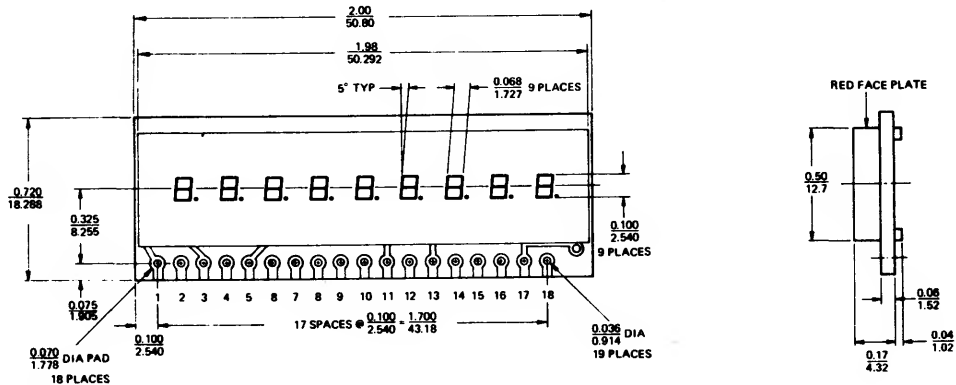 2.00
50.80
1.98
50.292
5° TYP
0.068
1.727 9 PLACES
RED FACE PLATE
0.720
18.288
0.325
8.255
0.50
12.7
0.100
2.540
9 PLACES
0.075
1.905
1 2 3 4 5 6 7 8 9 10 11 12 13 14 15 16 17 18
0.100
2.540
17 SPACES @ 0.100 = 1.700
2.540 43.18
0.070 DIA PAD
1.778
18 PLACES
0.036 DIA
0.914
19 PLACES
0.06
1.52
0.04
1.02
0.17
4.32